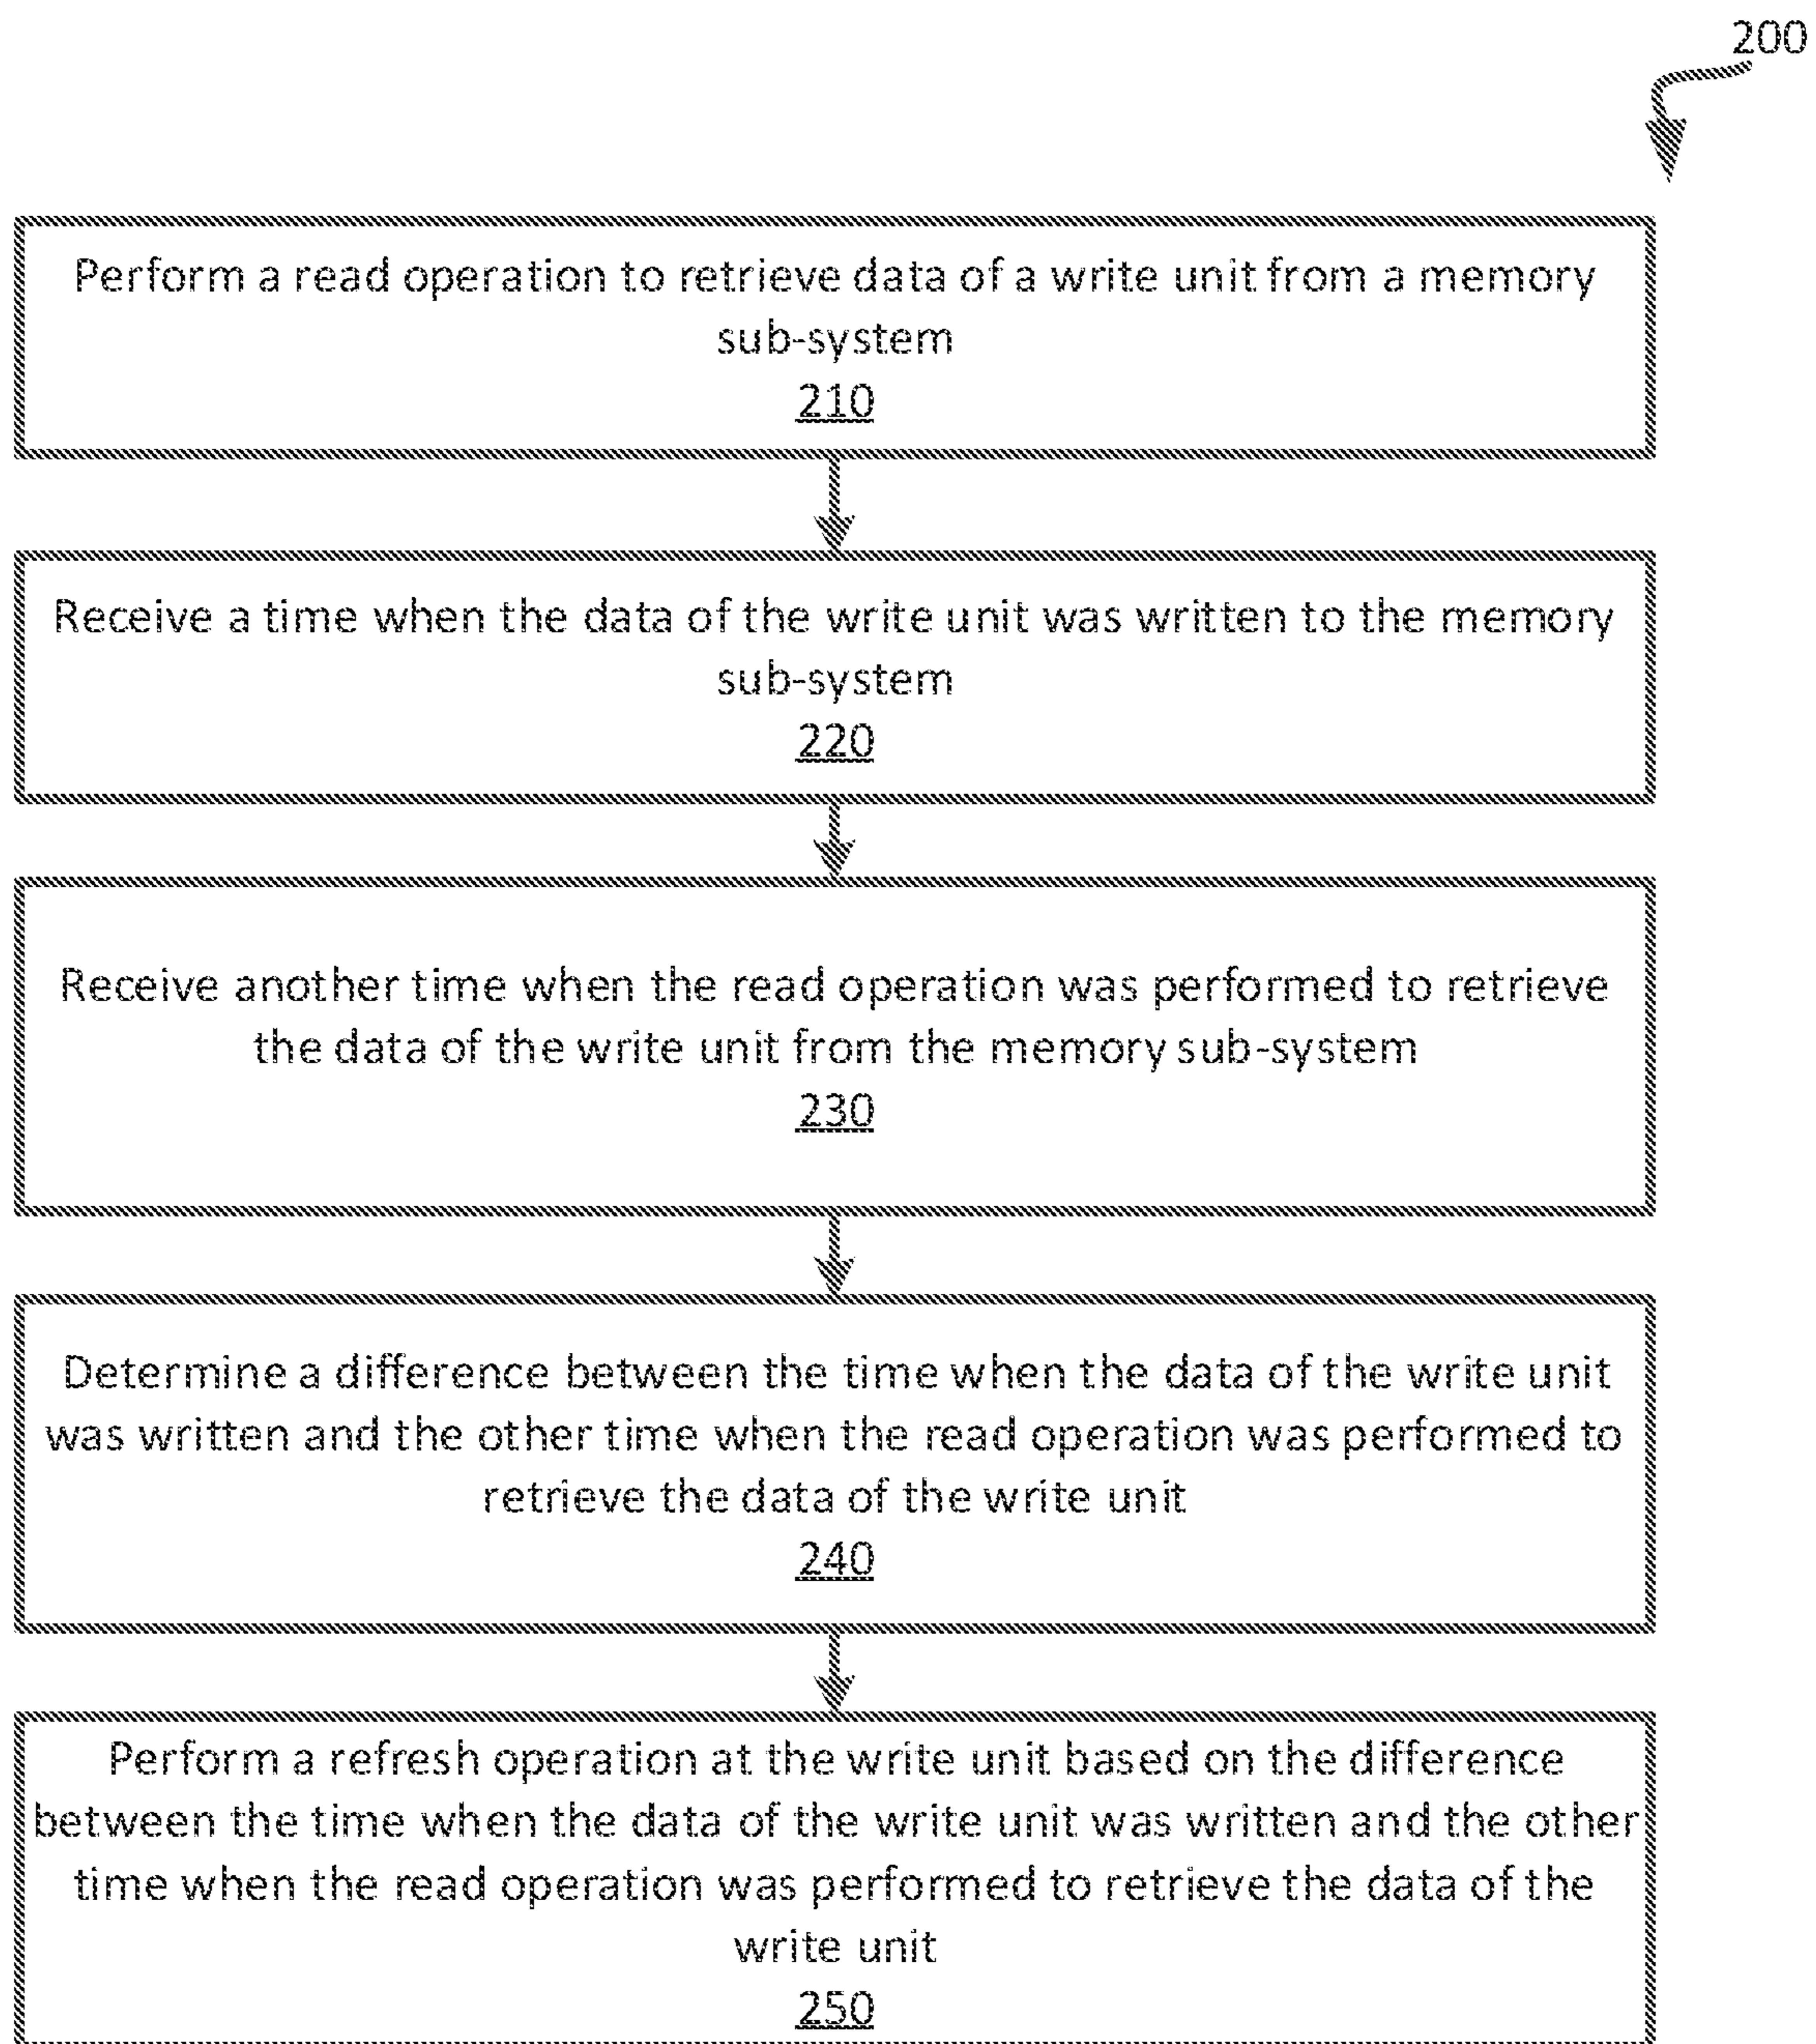 200
Perform a read operation to retrieve data of a write unit from a memory
sub-system
210
Receive a time when the data of the write unit was written to the memory
sub-system
220
Receive another time when the read operation was performed to retrieve
the data of the write unit from the memory sub-system
230
Determine a difference between the time when the data of the write unit
was written and the other time when the read operation was performed to
retrieve the data of the write unit
240
Perform a refresh operation at the write unit based on the difference
between the time when the data of the write unit was written and the other
time when the read operation was performed to retrieve the data of the
write unit
250